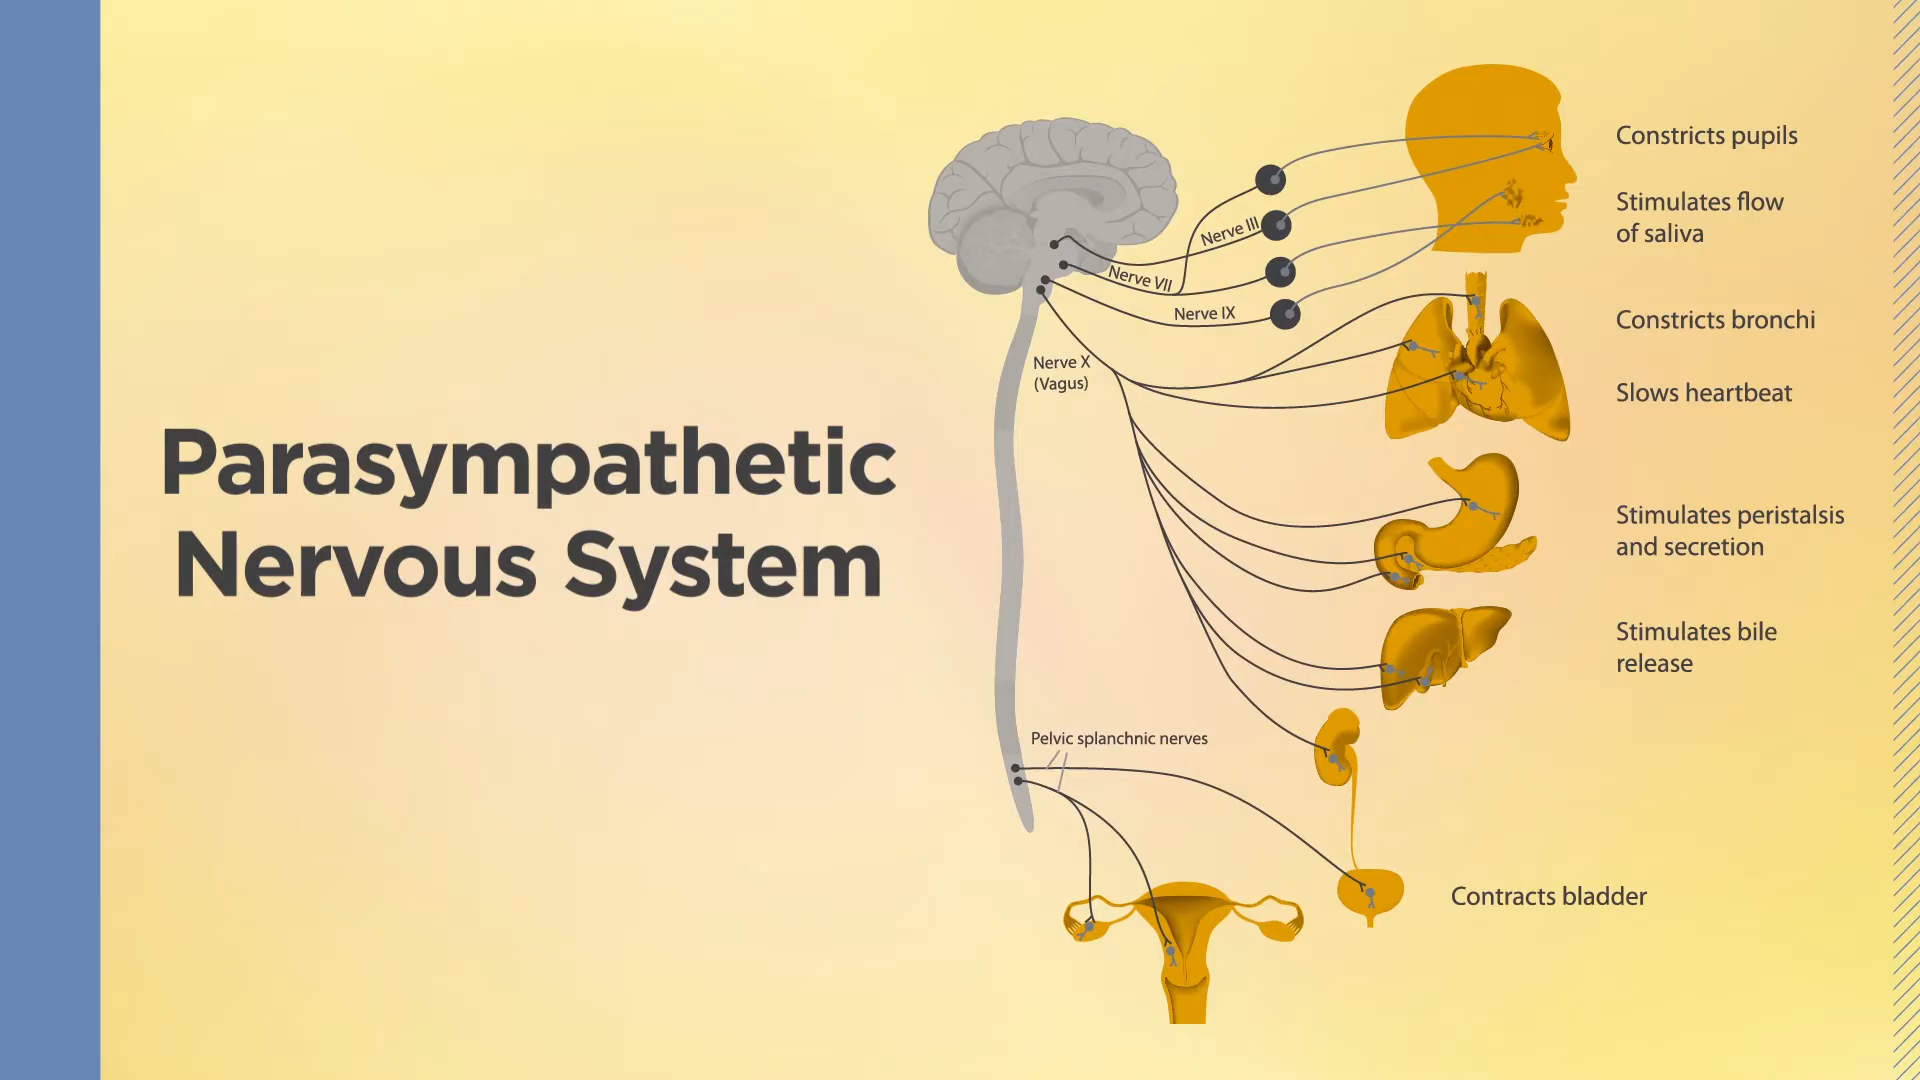 Parasympathetic
Nervous System
Nerve III
Nerve VII
Nerve IX
Nerve X
(Vagus)
Pelvic splanchnic nerves
Constricts pupils
Stimulates flow
of saliva
Constricts bronchi
Slows heartbeat
Stimulates peristalsis
and secretion
Stimulates bile
release
Contracts bladder